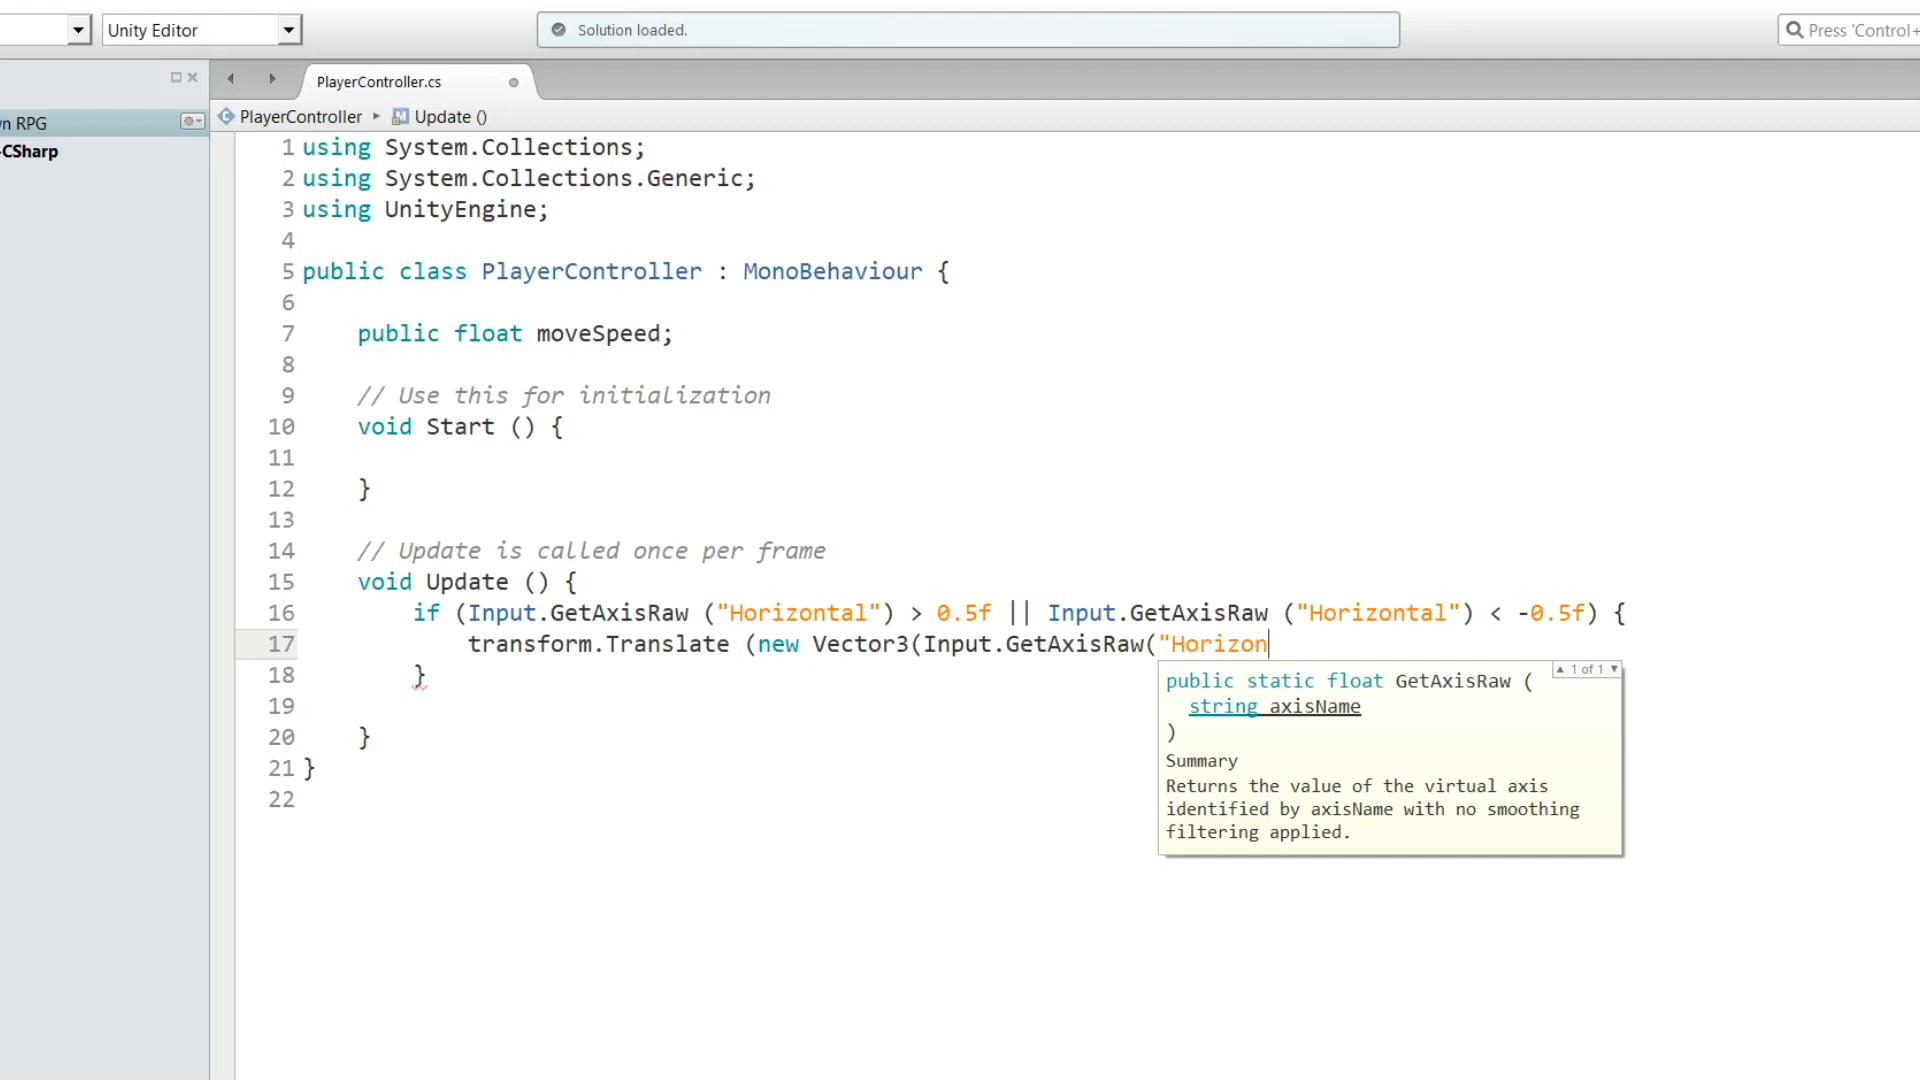 Unity Editor
Solution loaded.
Press 'Control+
PlayerController.cs
n RPG
PlayerController ▸ Update ()
-CSharp
1 using System.Collections;
2 using System.Collections.Generic;
3 using UnityEngine;
4
5 public class PlayerController : MonoBehaviour {
6
7 public float moveSpeed;
8
9 // Use this for initialization
10 void Start () {
11
12 }
13
14 // Update is called once per frame
15 void Update () {
16 if (Input.GetAxisRaw ("Horizontal") > 0.5f || Input.GetAxisRaw ("Horizontal") < -0.5f) {
17 transform.Translate (new Vector3(Input.GetAxisRaw("Horizon
18 }
19
20 }
21 }
22
▲ 1 of 1 ▼
public static float GetAxisRaw (
string axisName
)
Summary
Returns the value of the virtual axis
identified by axisName with no smoothing
filtering applied.